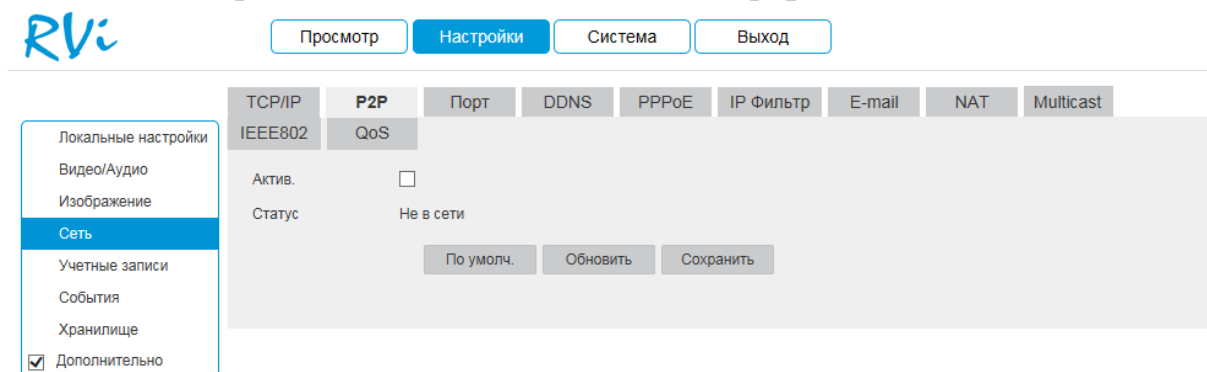 RVi
Просмотр Настройки Система Выход
TCP/IP P2P Порт DDNS PPPoE IP Фильтр E-mail NAT Multicast
IEEE802 QoS
Локальные настройки
Видео/Аудио
Изображение
Сеть
Учетные записи
События
Хранилище
Дополнительно
Актив.
Статус Не в сети
По умолч. Обновить Сохранить